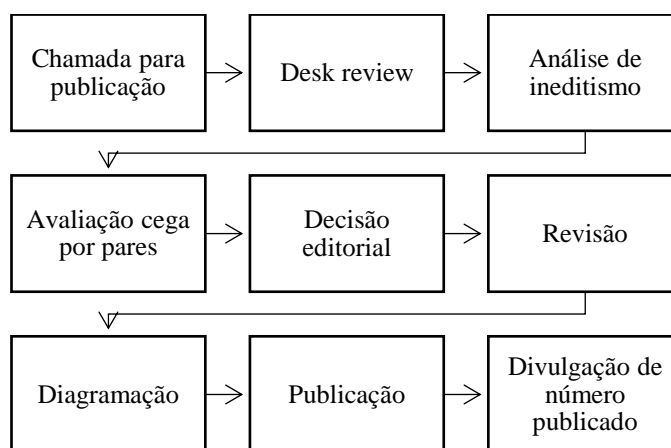 Chamada para
publicação
Desk review
Análise de
ineditismo
Avaliação cega
por pares
Decisão
editorial
Revisão
Diagramação
Publicação
Divulgação de
número
publicado